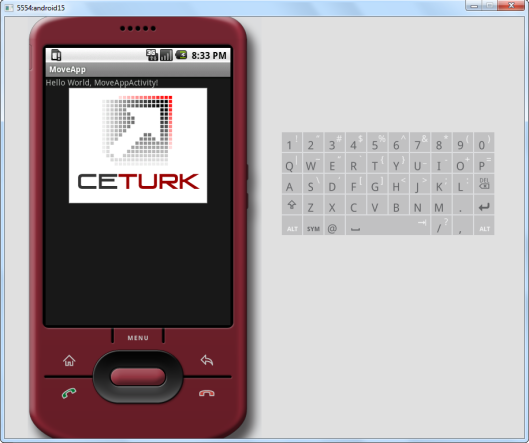 5554:android15
3G
8:33 PM
MoveApp
Hello World, MoveAppActivity!
CETURK
MENU
1 ! 2 " 3 # 4 $ 5 % 6 ^ 7 & 8 * 9 ( 0 )
Q | W ~ E " R ` T { Y } U _ I - O + P =
A S \ D ' F [ G ] H < J > K ; L : DEL
Z X C V B N M .
ALT SYM @ / ? , ALT